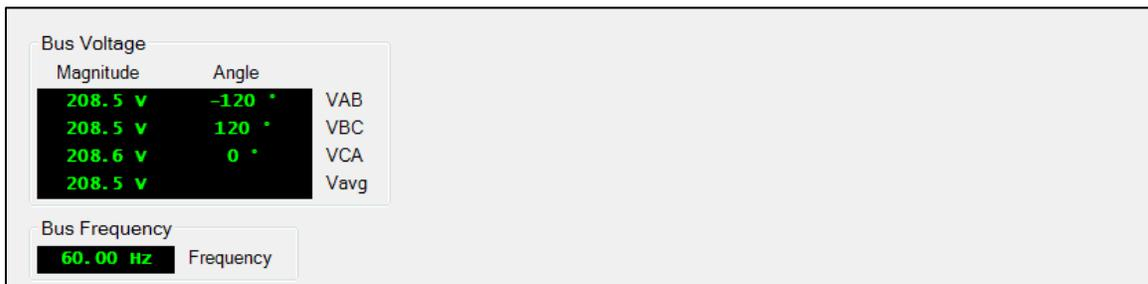 Bus Voltage
Magnitude Angle
208.5 V -120 ° VAB
208.5 V 120 ° VBC
208.6 V 0 ° VCA
208.5 V Vavg
Bus Frequency
60.00 Hz Frequency